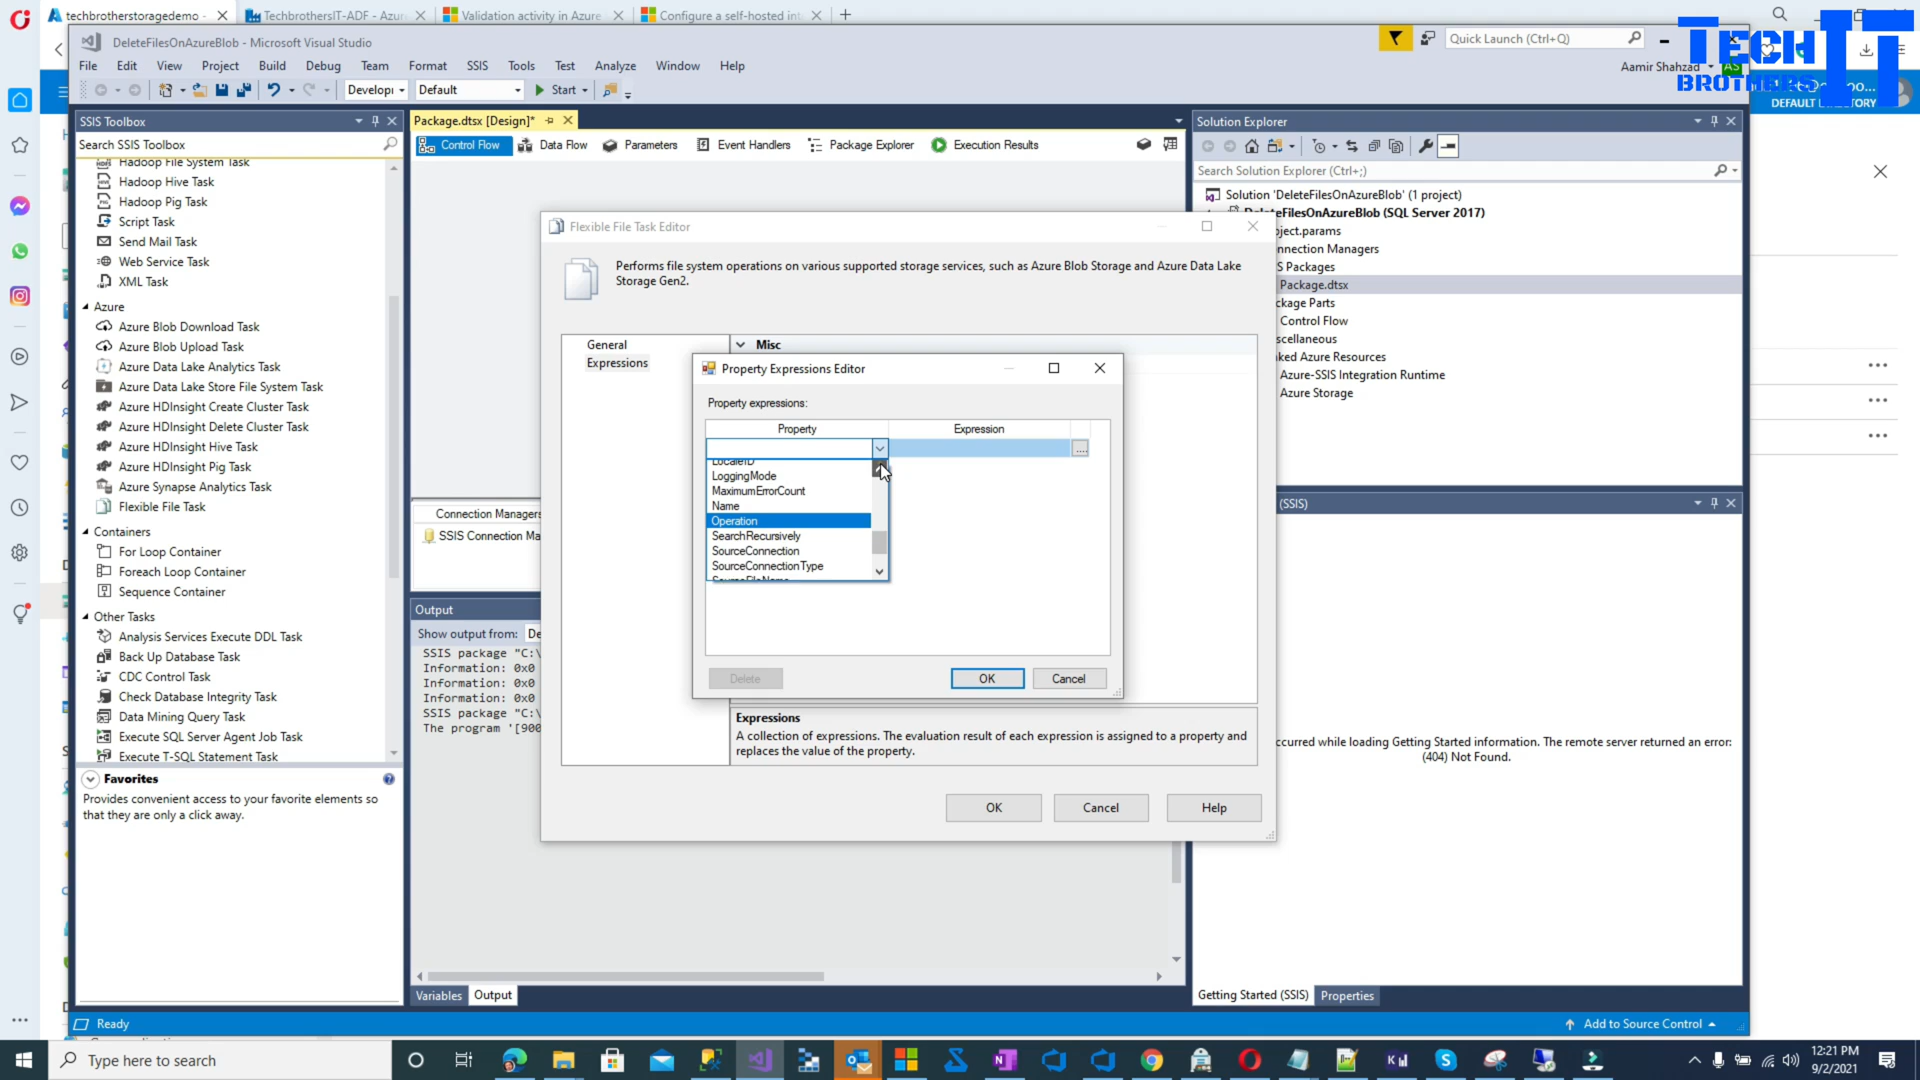 techbrotherstoragedemo -
TechbrothersIT-ADF - Azur
Validation activity in Azure
Configure a self-hosted int
DeleteFilesOnAzureBlob - Microsoft Visual Studio
Quick Launch (Ctrl+Q)
TECH IT
BROTHERS
DEFAULT DIRECTORY
File Edit View Project Build Debug Team Format SSIS Tools Test Analyze Window Help
Aamir Shahzad
AS
Developi
Default
Start
SSIS Toolbox
Search SSIS Toolbox
Hadoop File System Task
Hadoop Hive Task
Hadoop Pig Task
Script Task
Send Mail Task
Web Service Task
XML Task
Azure
Azure Blob Download Task
Azure Blob Upload Task
Azure Data Lake Analytics Task
Azure Data Lake Store File System Task
Azure HDInsight Create Cluster Task
Azure HDInsight Delete Cluster Task
Azure HDInsight Hive Task
Azure HDInsight Pig Task
Azure Synapse Analytics Task
Flexible File Task
Containers
For Loop Container
Foreach Loop Container
Sequence Container
Other Tasks
Analysis Services Execute DDL Task
Back Up Database Task
CDC Control Task
Check Database Integrity Task
Data Mining Query Task
Execute SQL Server Agent Job Task
Execute T-SQL Statement Task
Favorites
Provides convenient access to your favorite elements so
that they are only a click away.
Package.dtsx [Design]*
Control Flow
Data Flow
Parameters
Event Handlers
Package Explorer
Execution Results
Connection Managers
SSIS Connection Ma
Output
Show output from: De
SSIS package "C:\
Information: 0x0
Information: 0x0
Information: 0x0
SSIS package "C:\
The program '[900
Variables
Output
Flexible File Task Editor
Performs file system operations on various supported storage services, such as Azure Blob Storage and Azure Data Lake
Storage Gen2.
General
Expressions
Misc
Property Expressions Editor
Property expressions:
Property
Expression
LocaleID
LoggingMode
MaximumErrorCount
Name
Operation
SearchRecursively
SourceConnection
SourceConnectionType
SourceFileName
Delete
OK
Cancel
Expressions
A collection of expressions. The evaluation result of each expression is assigned to a property and
replaces the value of the property.
OK
Cancel
Help
Solution Explorer
Search Solution Explorer (Ctrl+;)
Solution 'DeleteFilesOnAzureBlob' (1 project)
DeleteFilesOnAzureBlob (SQL Server 2017)
oject.params
nnection Managers
S Packages
Package.dtsx
ckage Parts
Control Flow
scellaneous
ked Azure Resources
Azure-SSIS Integration Runtime
Azure Storage
(SSIS)
ccurred while loading Getting Started information. The remote server returned an error:
(404) Not Found.
Getting Started (SSIS)
Properties
Ready
Add to Source Control
Type here to search
12:21 PM
9/2/2021